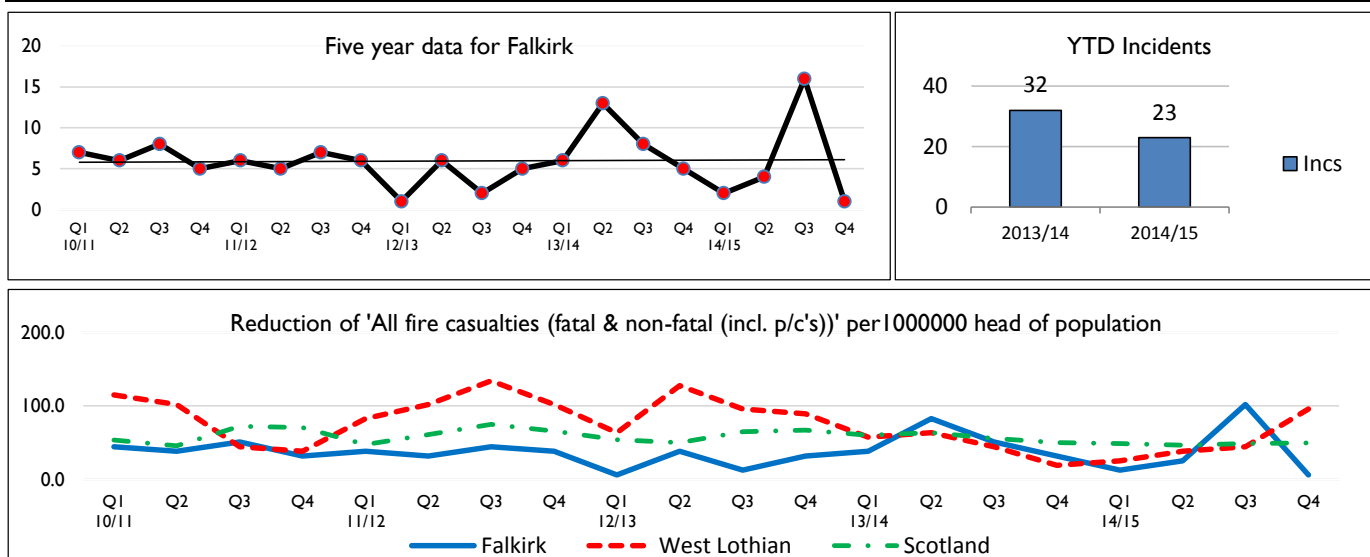 Five year data for Falkirk
20
15
10
5
0
Q1 Q2 Q3 Q4 Q1 Q2 Q3 Q4 Q1 Q2 Q3 Q4 Q1 Q2 Q3 Q4 Q1 Q2 Q3 Q4
10/11 11/12 12/13 13/14 14/15
YTD Incidents
40
20
0
32
23
2013/14 2014/15
Incs
Reduction of 'All fire casualties (fatal & non-fatal (incl. p/c's))' per1000000 head of population
200.0
100.0
0.0
Q1 Q2 Q3 Q4 Q1 Q2 Q3 Q4 Q1 Q2 Q3 Q4 Q1 Q2 Q3 Q4 Q1 Q2 Q3 Q4
10/11 11/12 12/13 13/14 14/15
Falkirk West Lothian Scotland